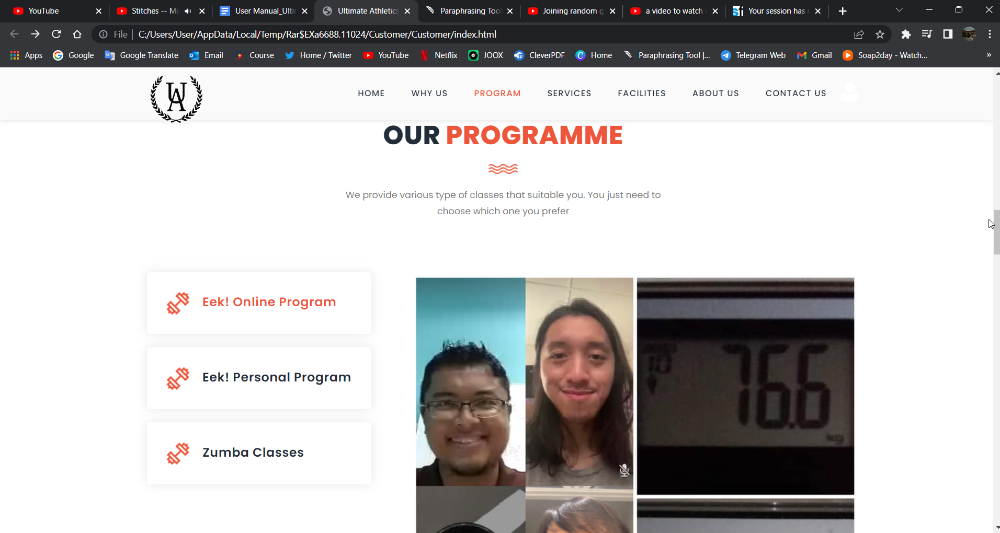 YouTube
Stitches -- Mi
User Manual_Ulti
Ultimate Athletics
Paraphrasing Too
Joining random g
a video to watch
Your session has e
File
C:/Users/User/AppData/Local/Temp/Rar$EXa6688.11024/Customer/Customer/index.html
Apps Google Google Translate Email Course Home / Twitter YouTube Netflix JOOX CleverPDF Home Paraphrasing Tool |... Telegram Web Gmail Soap2day - Watch... »
UA
HOME WHY US PROGRAM SERVICES FACILITIES ABOUT US CONTACT US
OUR PROGRAMME
We provide various type of classes that suitable you. You just need to
choose which one you prefer
Eek! Online Program
Eek! Personal Program
Zumba Classes
76.6
kg